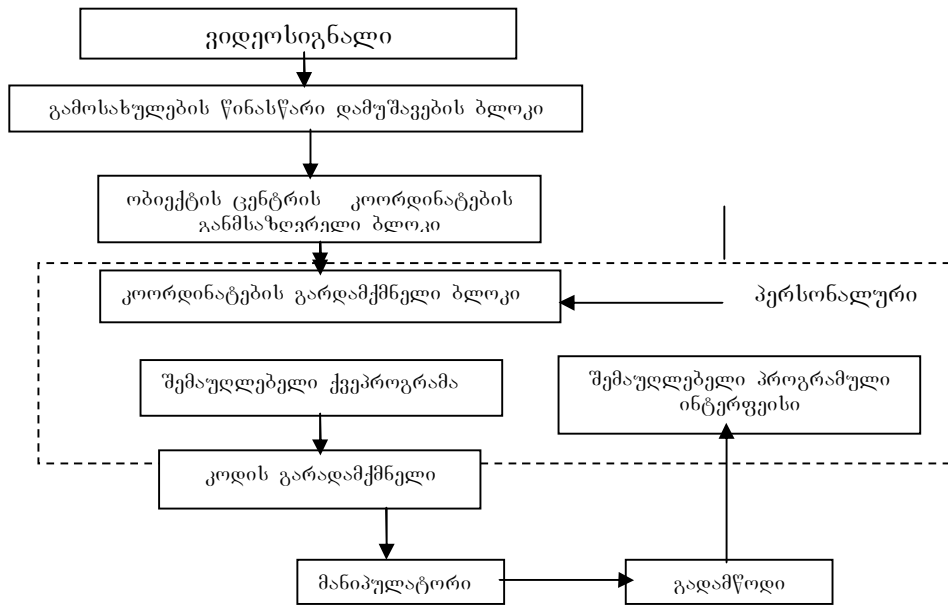 ვიდეოსიგნალი
გამოსახულების წინასწარი დამუშავების ბლოკი
ობიექტის ცენტრის კოორდინატების
განმსაზღვრელი ბლოკი
კოორდინატების გარდამქმნელი ბლოკი
პერსონალური
შემაუღლებელი ქვეპროგრამა
შემაუღლებელი პროგრამული
ინტერფეისი
კოდის გარადამქმნელი
მანიპულატორი
გადამწოდი